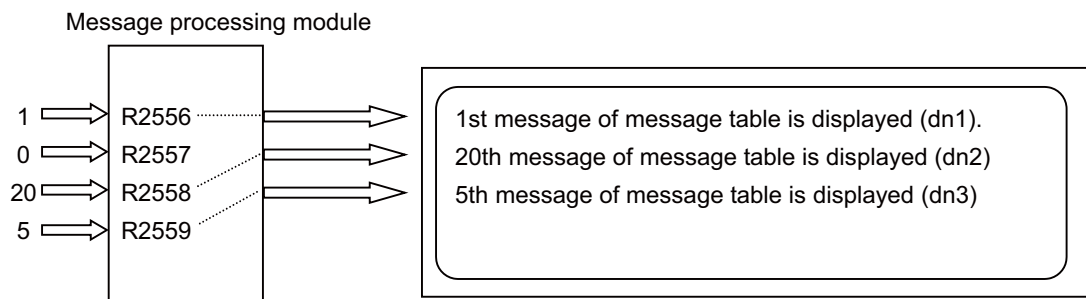 Message processing module
1
R2556
1st message of message table is displayed (dn1).
0
R2557
20th message of message table is displayed (dn2)
20
R2558
5th message of message table is displayed (dn3)
5
R2559